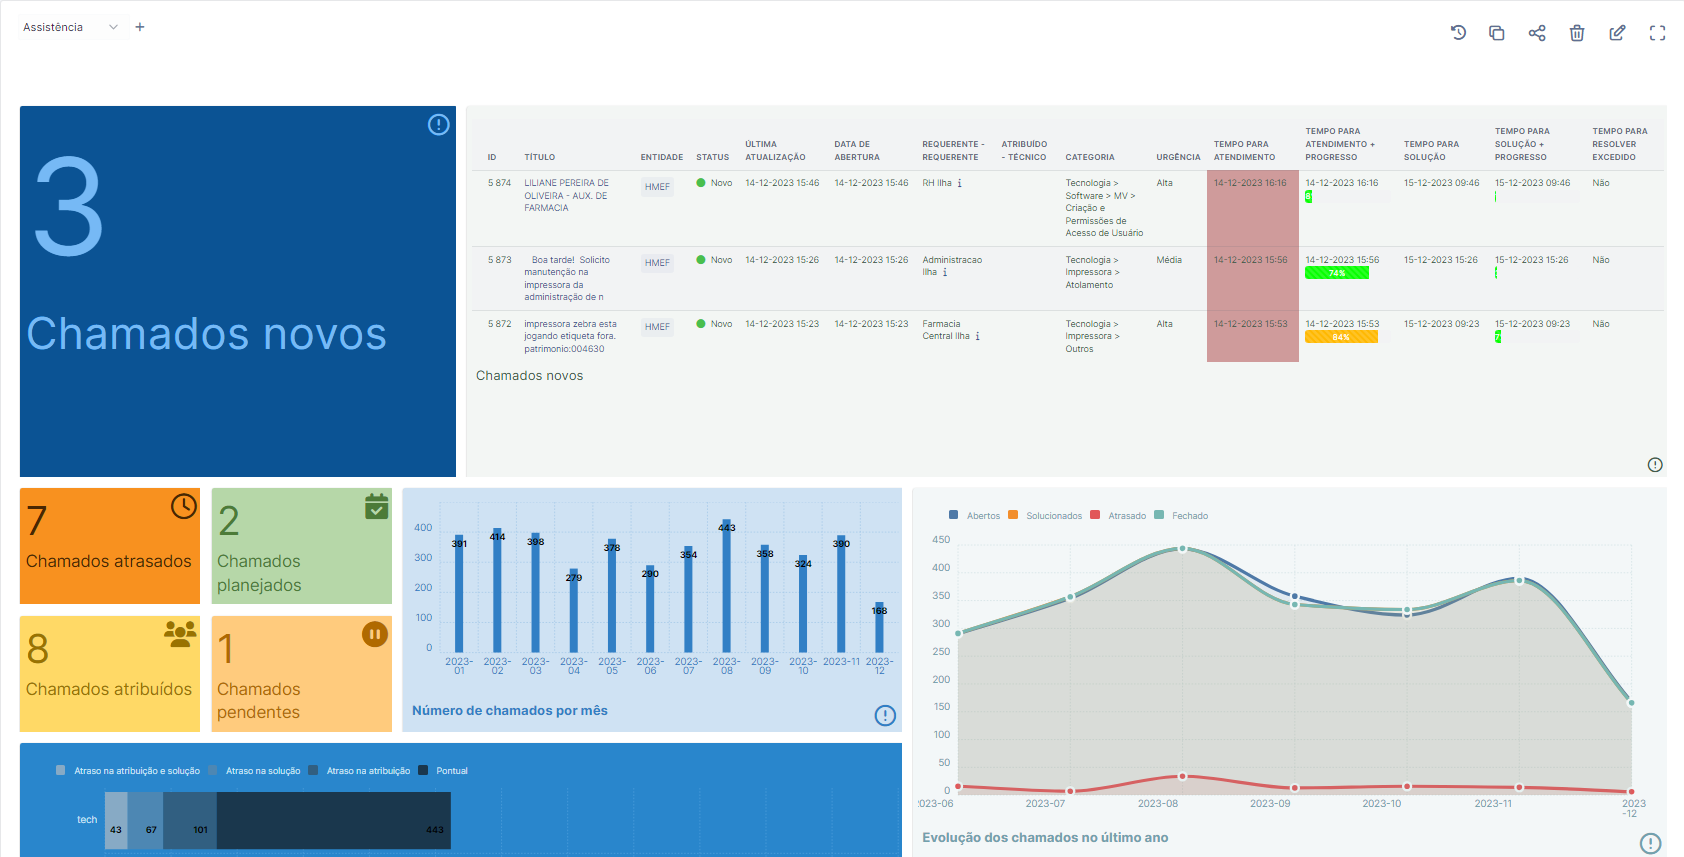 Assistência
3
Chamados novos
ID TÍTULO ENTIDADE STATUS ÚLTIMA ATUALIZAÇÃO DATA DE ABERTURA REQUERENTE - REQUERENTE ATRIBUÍDO - TÉCNICO CATEGORIA URGÊNCIA TEMPO PARA ATENDIMENTO TEMPO PARA ATENDIMENTO + PROGRESSO TEMPO PARA SOLUÇÃO TEMPO PARA SOLUÇÃO + PROGRESSO TEMPO PARA RESOLVER EXCEDIDO
5 874 LILIANE PEREIRA DE OLIVEIRA - AUX. DE FARMACIA HMEF Novo 14-12-2023 15:46 14-12-2023 15:46 RH Ilha Tecnologia > Software > MV > Criação e Permissões de Acesso de Usuário Alta 14-12-2023 16:16 14-12-2023 16:16 15-12-2023 09:46 15-12-2023 09:46 Não
5 873 Boa tarde! Solicito manutenção na impressora da administração de n HMEF Novo 14-12-2023 15:26 14-12-2023 15:26 Administracao Ilha Tecnologia > Impressora > Atolamento Média 14-12-2023 15:56 14-12-2023 15:56 74% 15-12-2023 15:26 15-12-2023 15:26 Não
5 872 impressora zebra esta jogando etiqueta fora. patrimonio:004630 HMEF Novo 14-12-2023 15:23 14-12-2023 15:23 Farmacia Central Ilha Tecnologia > Impressora > Outros Alta 14-12-2023 15:53 14-12-2023 15:53 84% 15-12-2023 09:23 15-12-2023 09:23 7 Não
Chamados novos
7
Chamados atrasados
2
Chamados
planejados
8
Chamados atribuídos
1
Chamados
pendentes
400
300
200
100
0
391 414 398 279 378 290 354 443 358 324 390 168
2023-01 2023-02 2023-03 2023-04 2023-05 2023-06 2023-07 2023-08 2023-09 2023-10 2023-11 2023-12
Número de chamados por mês
Abertos Solucionados Atrasado Fechado
450
400
350
300
250
200
150
100
50
0
2023-06 2023-07 2023-08 2023-09 2023-10 2023-11 2023-12
Evolução dos chamados no último ano
Atraso na atribuição e solução Atraso na solução Atraso na atribuição Pontual
tech 43 67 101 443